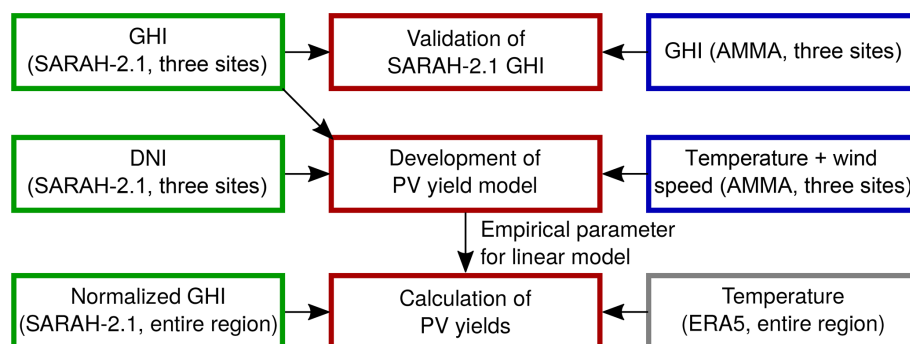 GHI
(SARAH-2.1, three sites)
Validation of
SARAH-2.1 GHI
GHI (AMMA, three sites)
DNI
(SARAH-2.1, three sites)
Development of
PV yield model
Temperature + wind
speed (AMMA, three sites)
Empirical parameter
for linear model
Normalized GHI
(SARAH-2.1, entire region)
Calculation of
PV yields
Temperature
(ERA5, entire region)